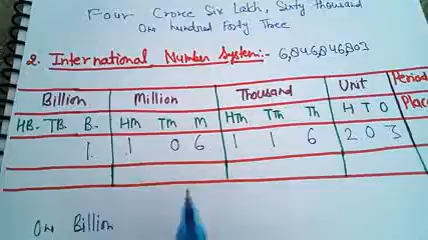 Four Crore Six Lakh, Sixty thousand
One hundred Forty Three
2. International Number System:- 6,046,046,003
Billion Million Thousand Unit Period
HB. TB. B. Hm Tm M HTh TTh Th H T O Place
1 1 0 6 1 1 6 2 0 3
One Billion